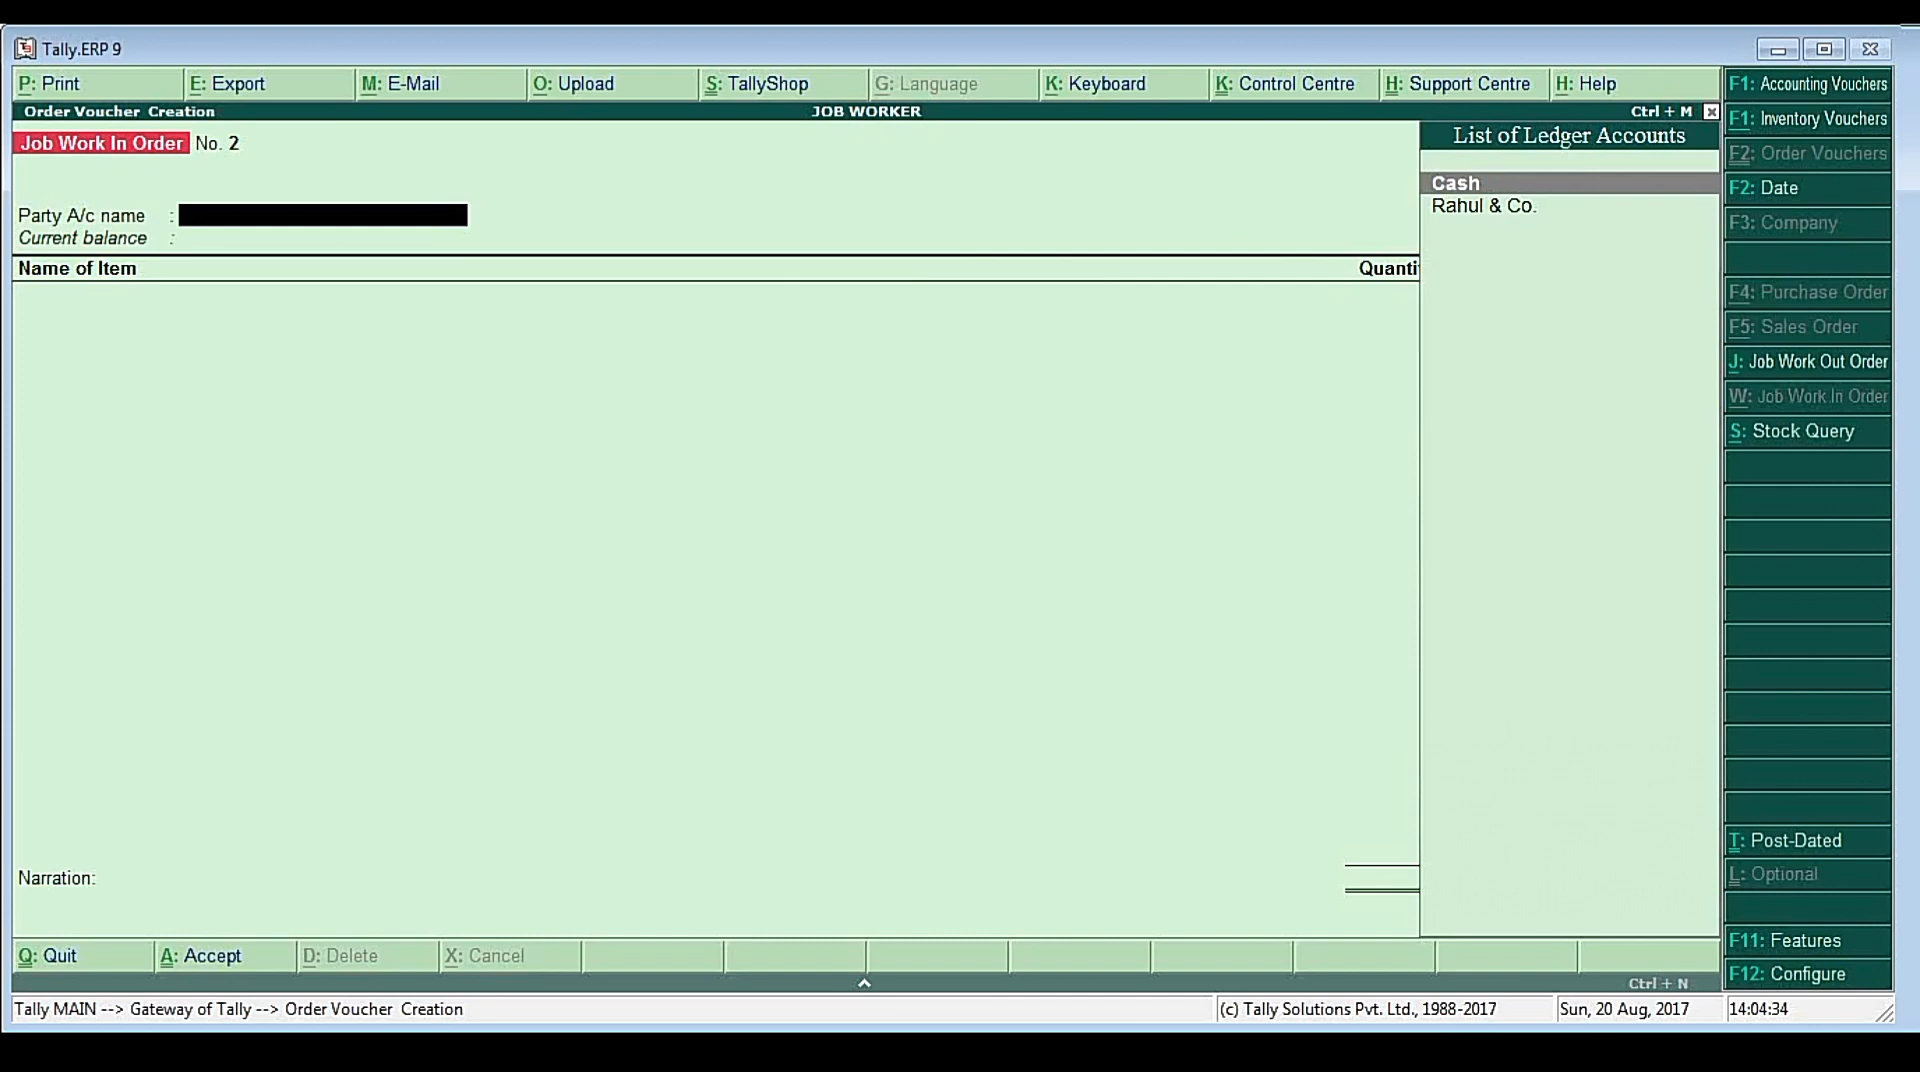 Tally.ERP 9
P: Print E: Export M: E-Mail O: Upload S: TallyShop G: Language K: Keyboard K: Control Centre H: Support Centre H: Help
Order Voucher Creation JOB WORKER Ctrl + M
Job Work In Order No. 2
Party A/c name :
Current balance :
Name of Item Quanti
Narration:
List of Ledger Accounts
Cash
Rahul & Co.
F1: Accounting Vouchers
F1: Inventory Vouchers
F2: Order Vouchers
F2: Date
F3: Company
F4: Purchase Order
F5: Sales Order
J: Job Work Out Order
W: Job Work In Order
S: Stock Query
T: Post-Dated
L: Optional
F11: Features
F12: Configure
Q: Quit A: Accept D: Delete X: Cancel
Ctrl + N
Tally MAIN --> Gateway of Tally --> Order Voucher Creation (c) Tally Solutions Pvt. Ltd., 1988-2017 Sun, 20 Aug, 2017 14:04:34